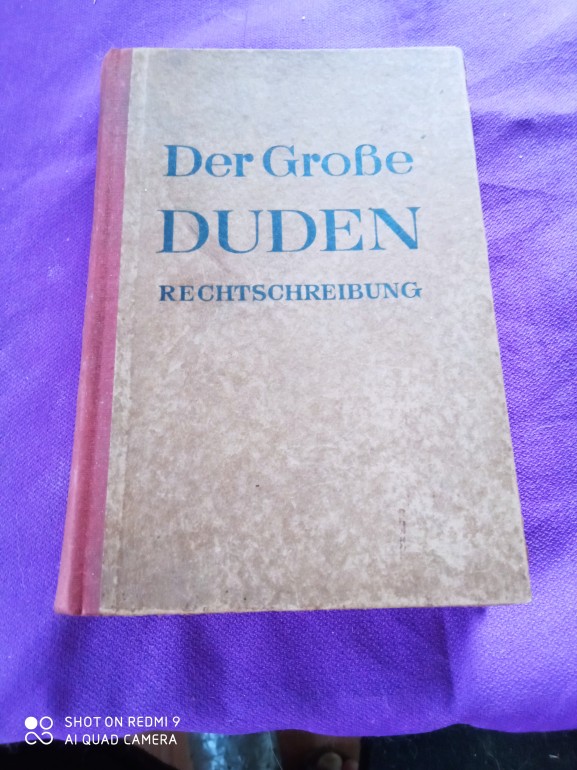 Der Große
DUDEN
RECHTSCHREIBUNG
SHOT ON REDMI 9
AI QUAD CAMERA